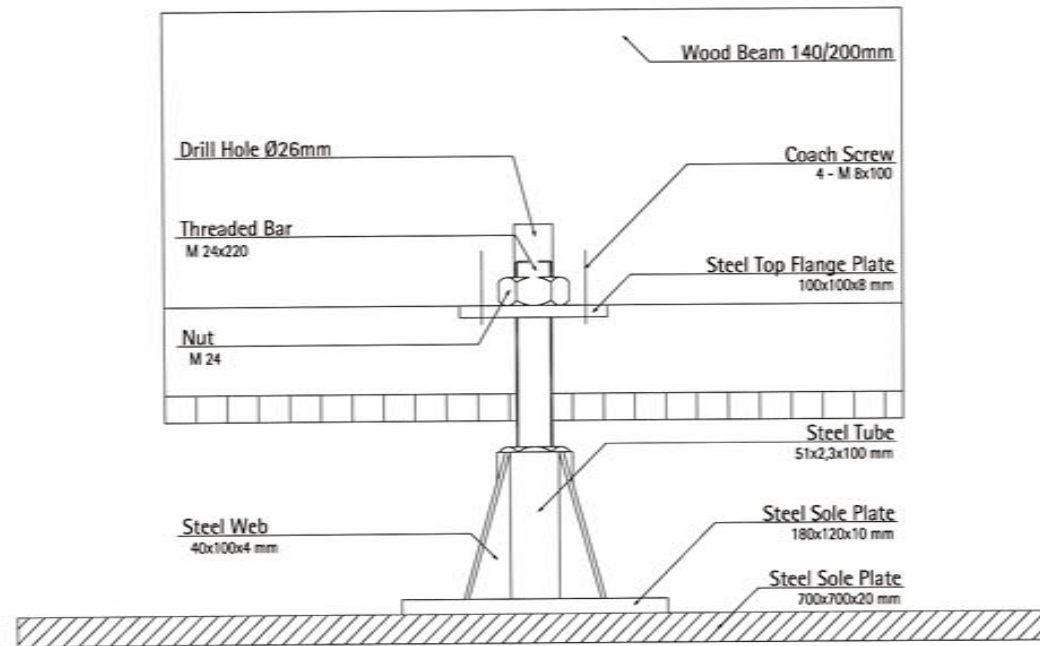 Wood Beam 140/200mm
Drill Hole Ø26mm
Coach Screw
4 - M 8x100
Threaded Bar
M 24x220
Steel Top Flange Plate
100x100x8 mm
Nut
M 24
Steel Tube
51x2,3x100 mm
Steel Web
40x100x4 mm
Steel Sole Plate
180x120x10 mm
Steel Sole Plate
700x700x20 mm